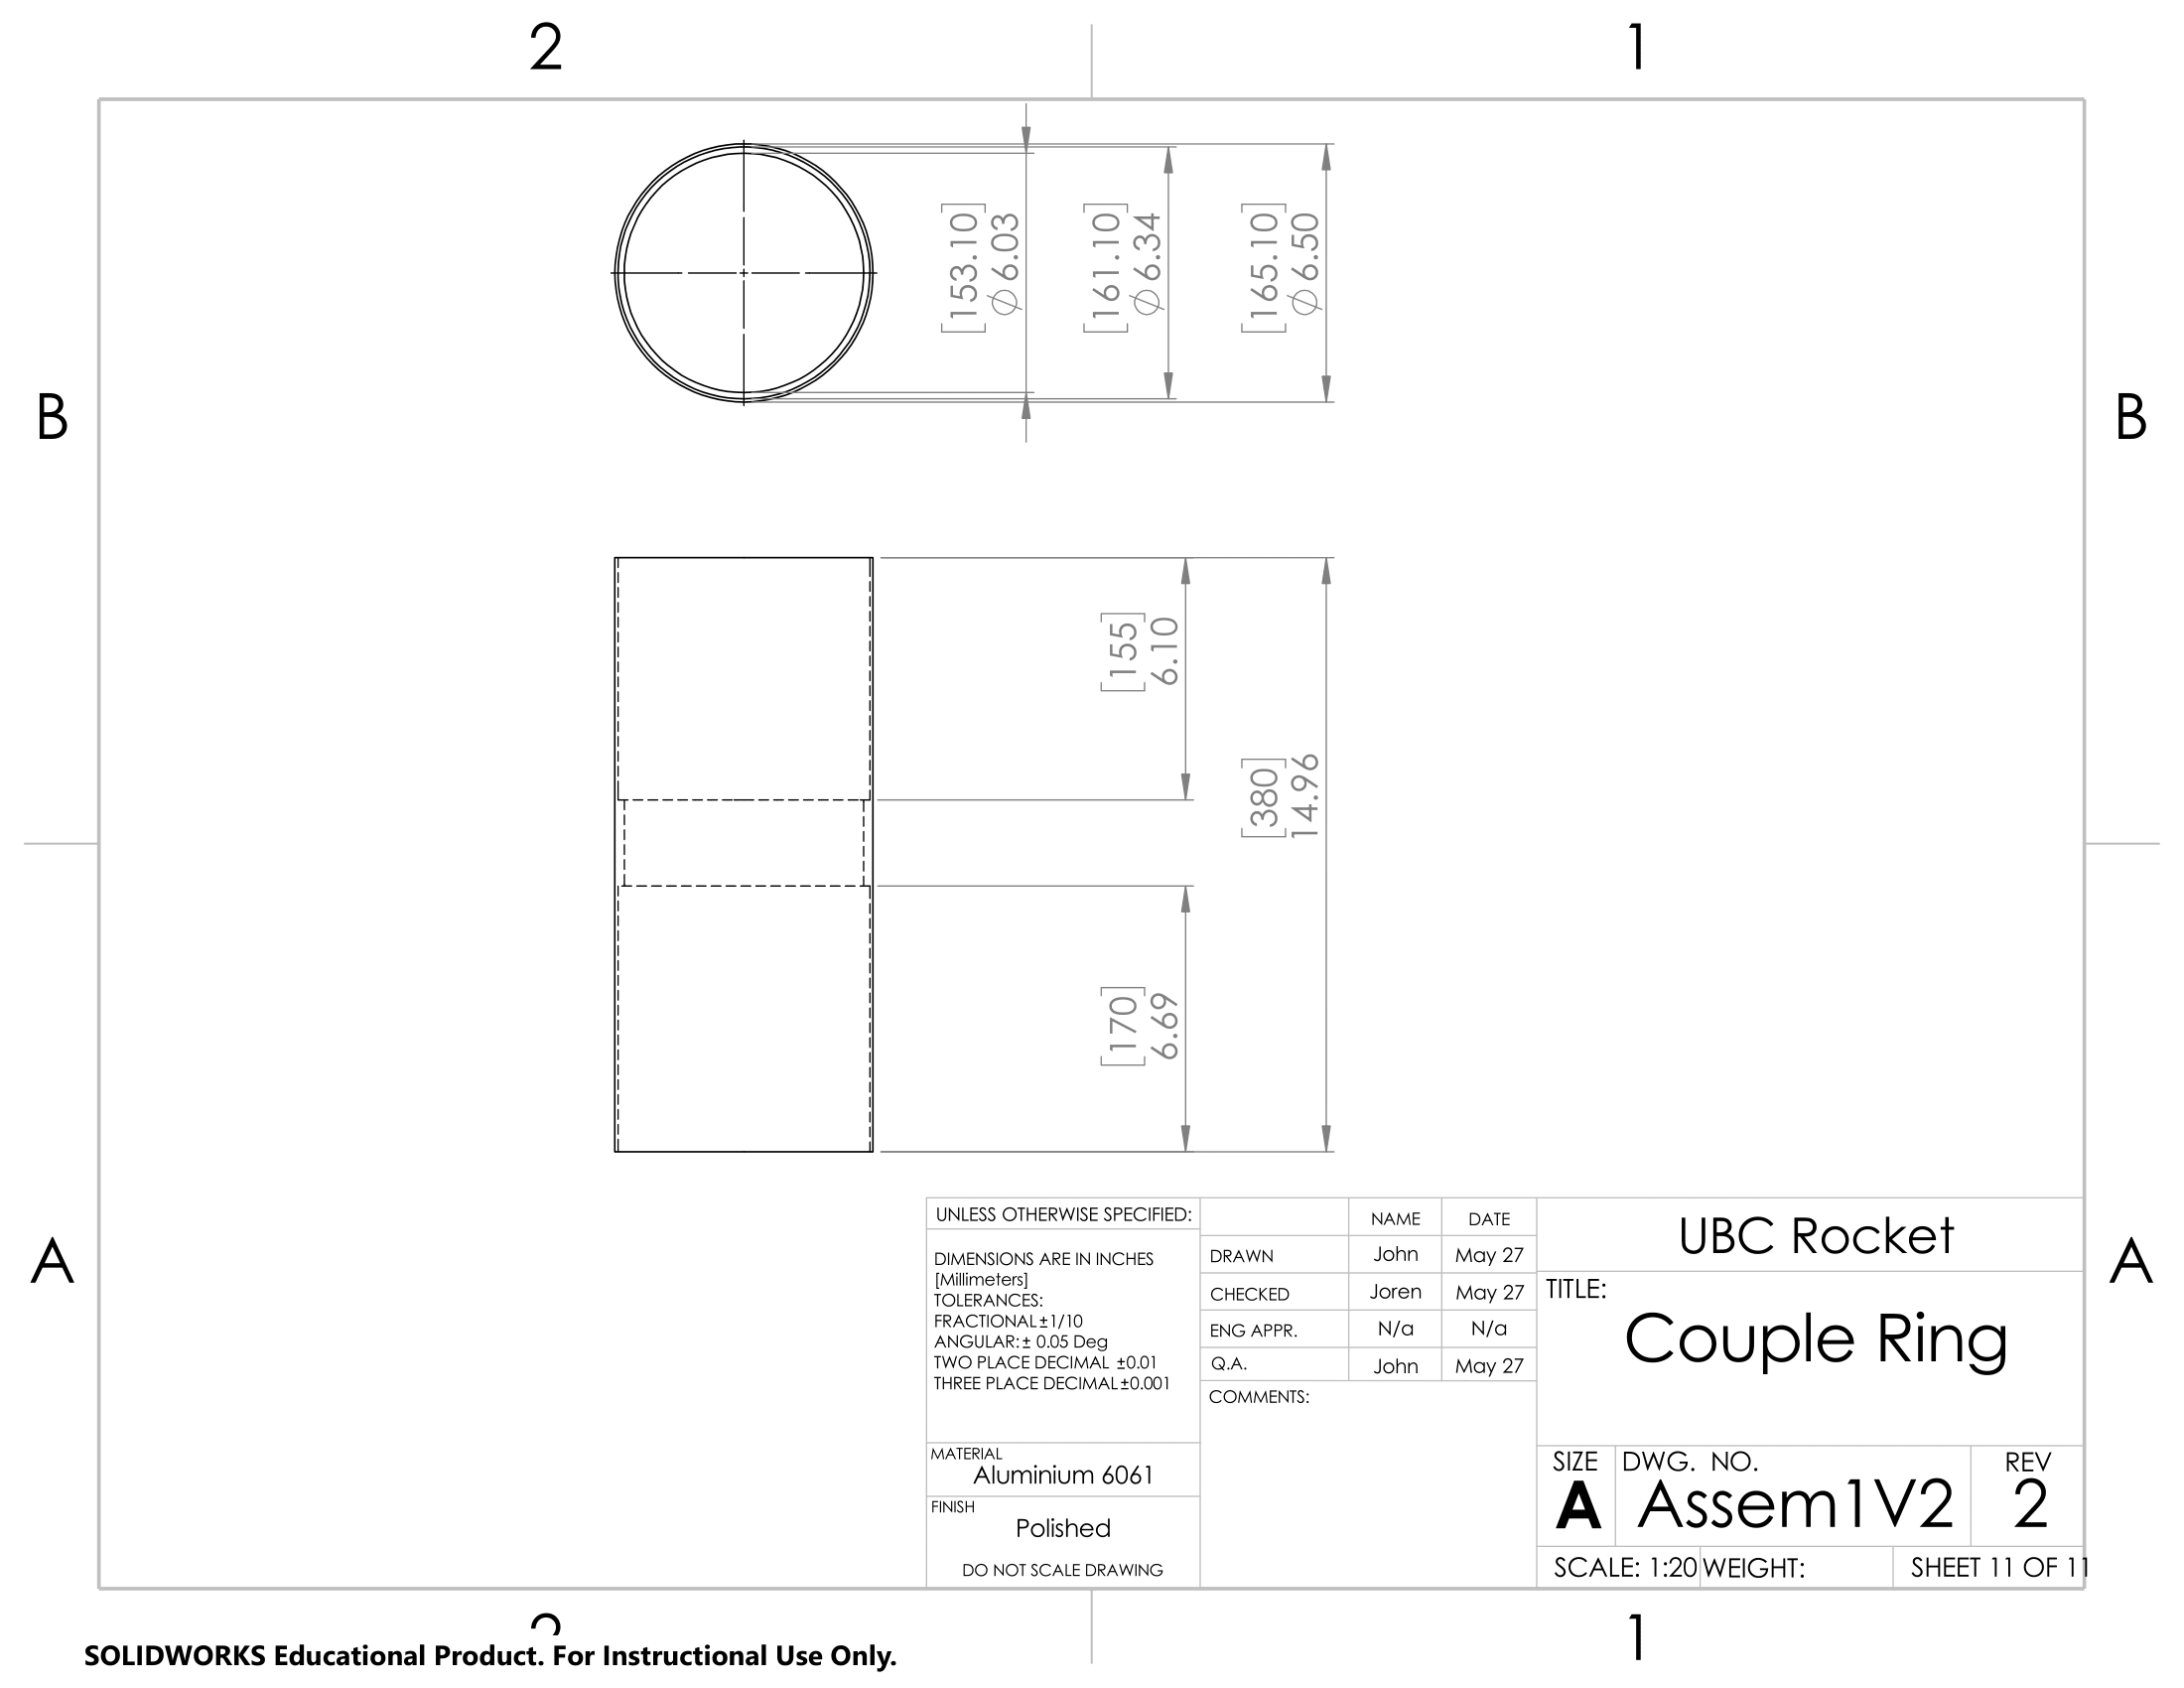 2 1
B B
[153.10]
⌀6.03
[161.10]
⌀6.34
[165.10]
⌀6.50
[155]
6.10
[380]
14.96
[170]
6.69
A A
UNLESS OTHERWISE SPECIFIED:
DIMENSIONS ARE IN INCHES
[Millimeters]
TOLERANCES:
FRACTIONAL±1/10
ANGULAR:± 0.05 Deg
TWO PLACE DECIMAL ±0.01
THREE PLACE DECIMAL±0.001
MATERIAL
Aluminium 6061
FINISH
Polished
DO NOT SCALE DRAWING
NAME DATE
DRAWN John May 27
CHECKED Joren May 27
ENG APPR. N/a N/a
Q.A. John May 27
COMMENTS:
UBC Rocket
TITLE:
Couple Ring
SIZE DWG. NO. REV
A Assem1V2 2
SCALE: 1:20 WEIGHT: SHEET 11 OF 11
2 1
SOLIDWORKS Educational Product. For Instructional Use Only.